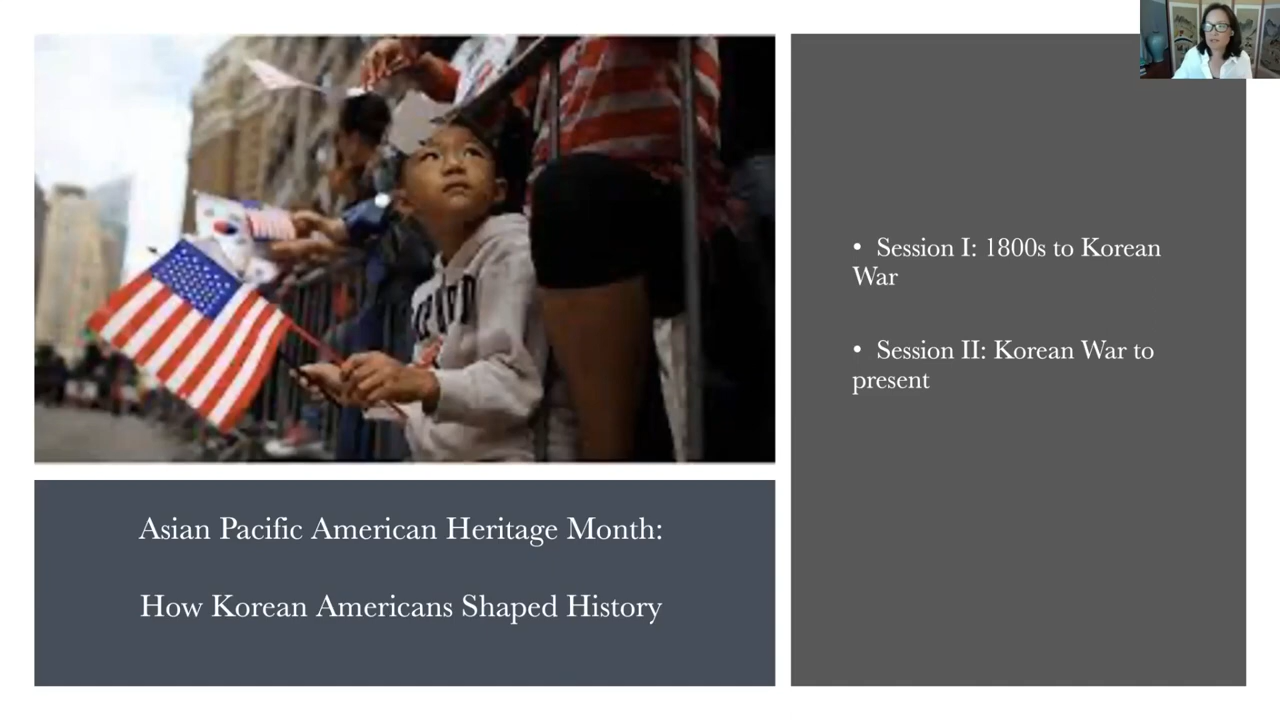 Asian Pacific American Heritage Month:
How Korean Americans Shaped History
• Session I: 1800s to Korean
War
• Session II: Korean War to
present